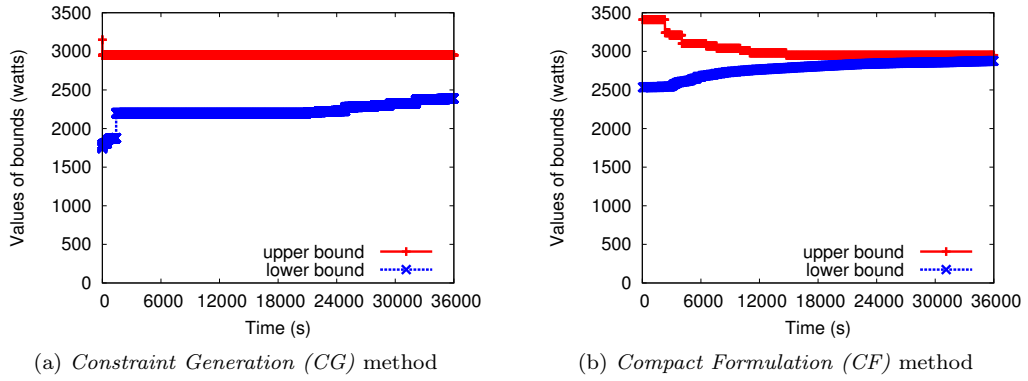 3500
3000
2500
2000
1500
1000
500
0
Values of bounds (watts)
upper bound
lower bound
0 6000 12000 18000 24000 30000 36000
Time (s)
(a) Constraint Generation (CG) method
3500
3000
2500
2000
1500
1000
500
0
Values of bounds (watts)
upper bound
lower bound
0 6000 12000 18000 24000 30000 36000
Time (s)
(b) Compact Formulation (CF) method